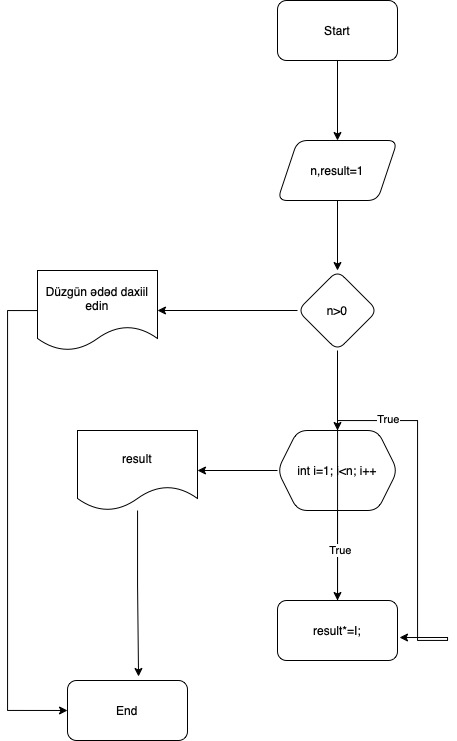 Start
n,result=1
Düzgün ədəd daxiil
edin
n>0
True
result
int i=1; i<n; i++
True
result*=I;
End